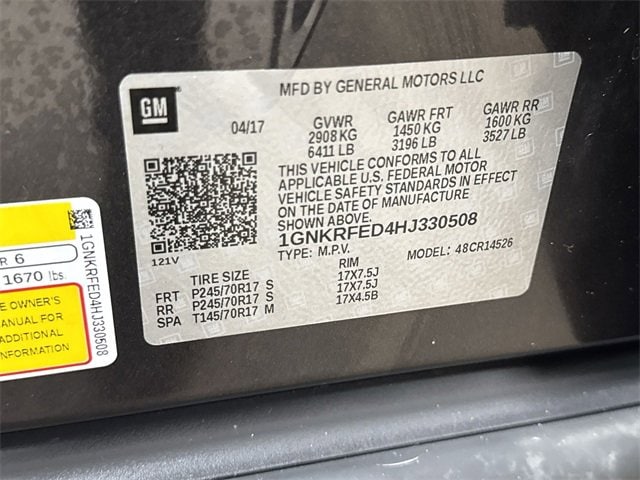 MFD BY GENERAL MOTORS LLC
GM
04/17
GVWR GAWR FRT GAWR RR
2908 KG 1450 KG 1600 KG
6411 LB 3196 LB 3527 LB
THIS VEHICLE CONFORMS TO ALL
APPLICABLE U.S. FEDERAL MOTOR
VEHICLE SAFETY STANDARDS IN EFFECT
ON THE DATE OF MANUFACTURE
SHOWN ABOVE.
1GNKRFED4HJ330508
TYPE: M.P.V. MODEL: 48CR14526
121V
TIRE SIZE RIM
FRT P245/70R17 S 17X7.5J
RR P245/70R17 S 17X7.5J
SPA T145/70R17 M 17X4.5B
R 6
1670 lbs.
E OWNER'S
MANUAL FOR
ADDITIONAL
INFORMATION
1GNKRFED4HJ330508